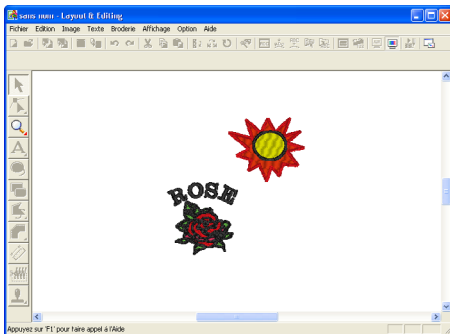 sans nom - Layout & Editing
Fichier Edition Image Texte Broderie Affichage Option Aide
ROSE
Appuyez sur 'F1' pour faire appel à l'Aide